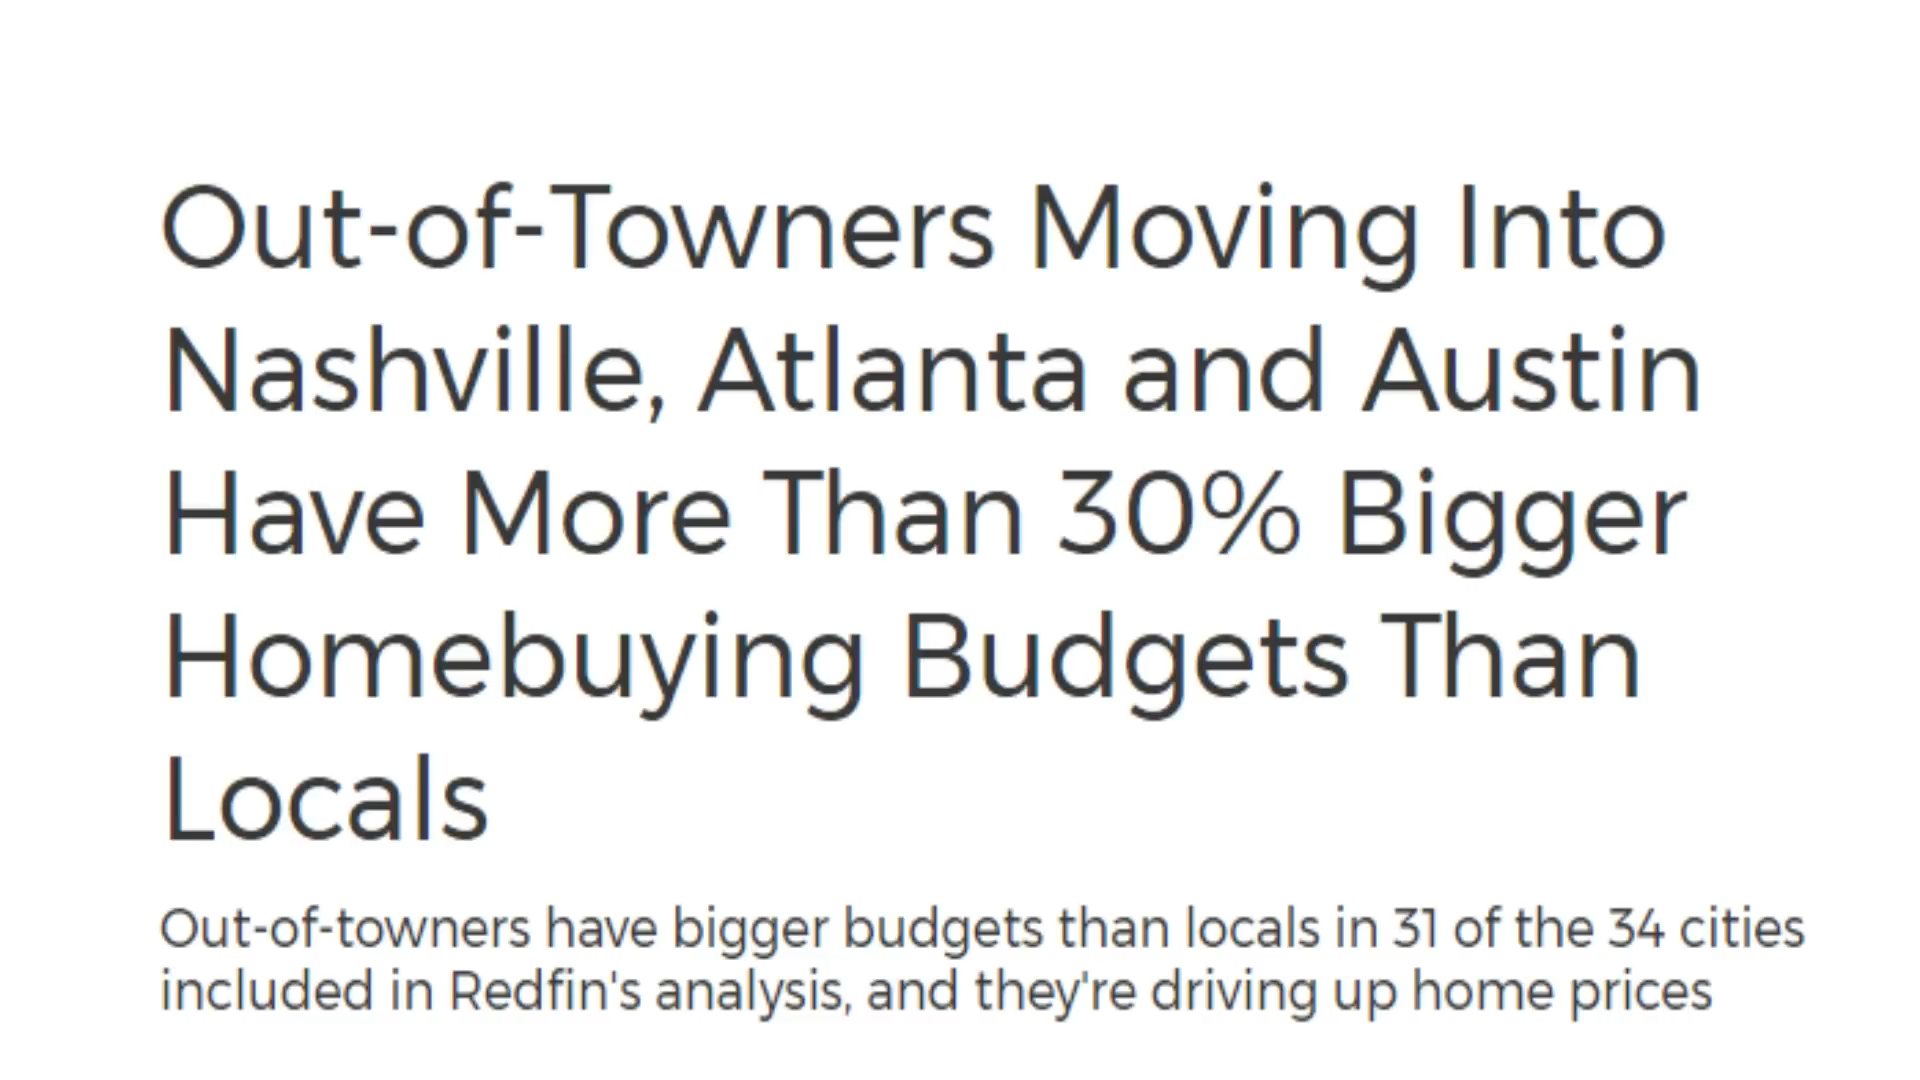 Out-of-Towners Moving Into
Nashville, Atlanta and Austin
Have More Than 30% Bigger
Homebuying Budgets Than
Locals
Out-of-towners have bigger budgets than locals in 31 of the 34 cities
included in Redfin's analysis, and they're driving up home prices